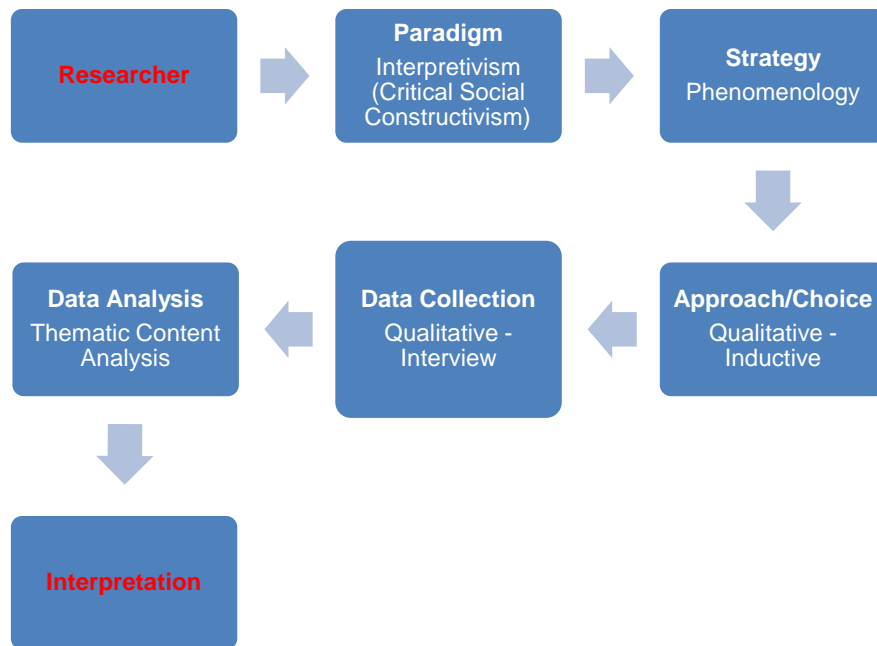 Researcher
Paradigm
Interpretivism
(Critical Social
Constructivism)
Strategy
Phenomenology
Approach/Choice
Qualitative -
Inductive
Data Collection
Qualitative -
Interview
Data Analysis
Thematic Content
Analysis
Interpretation